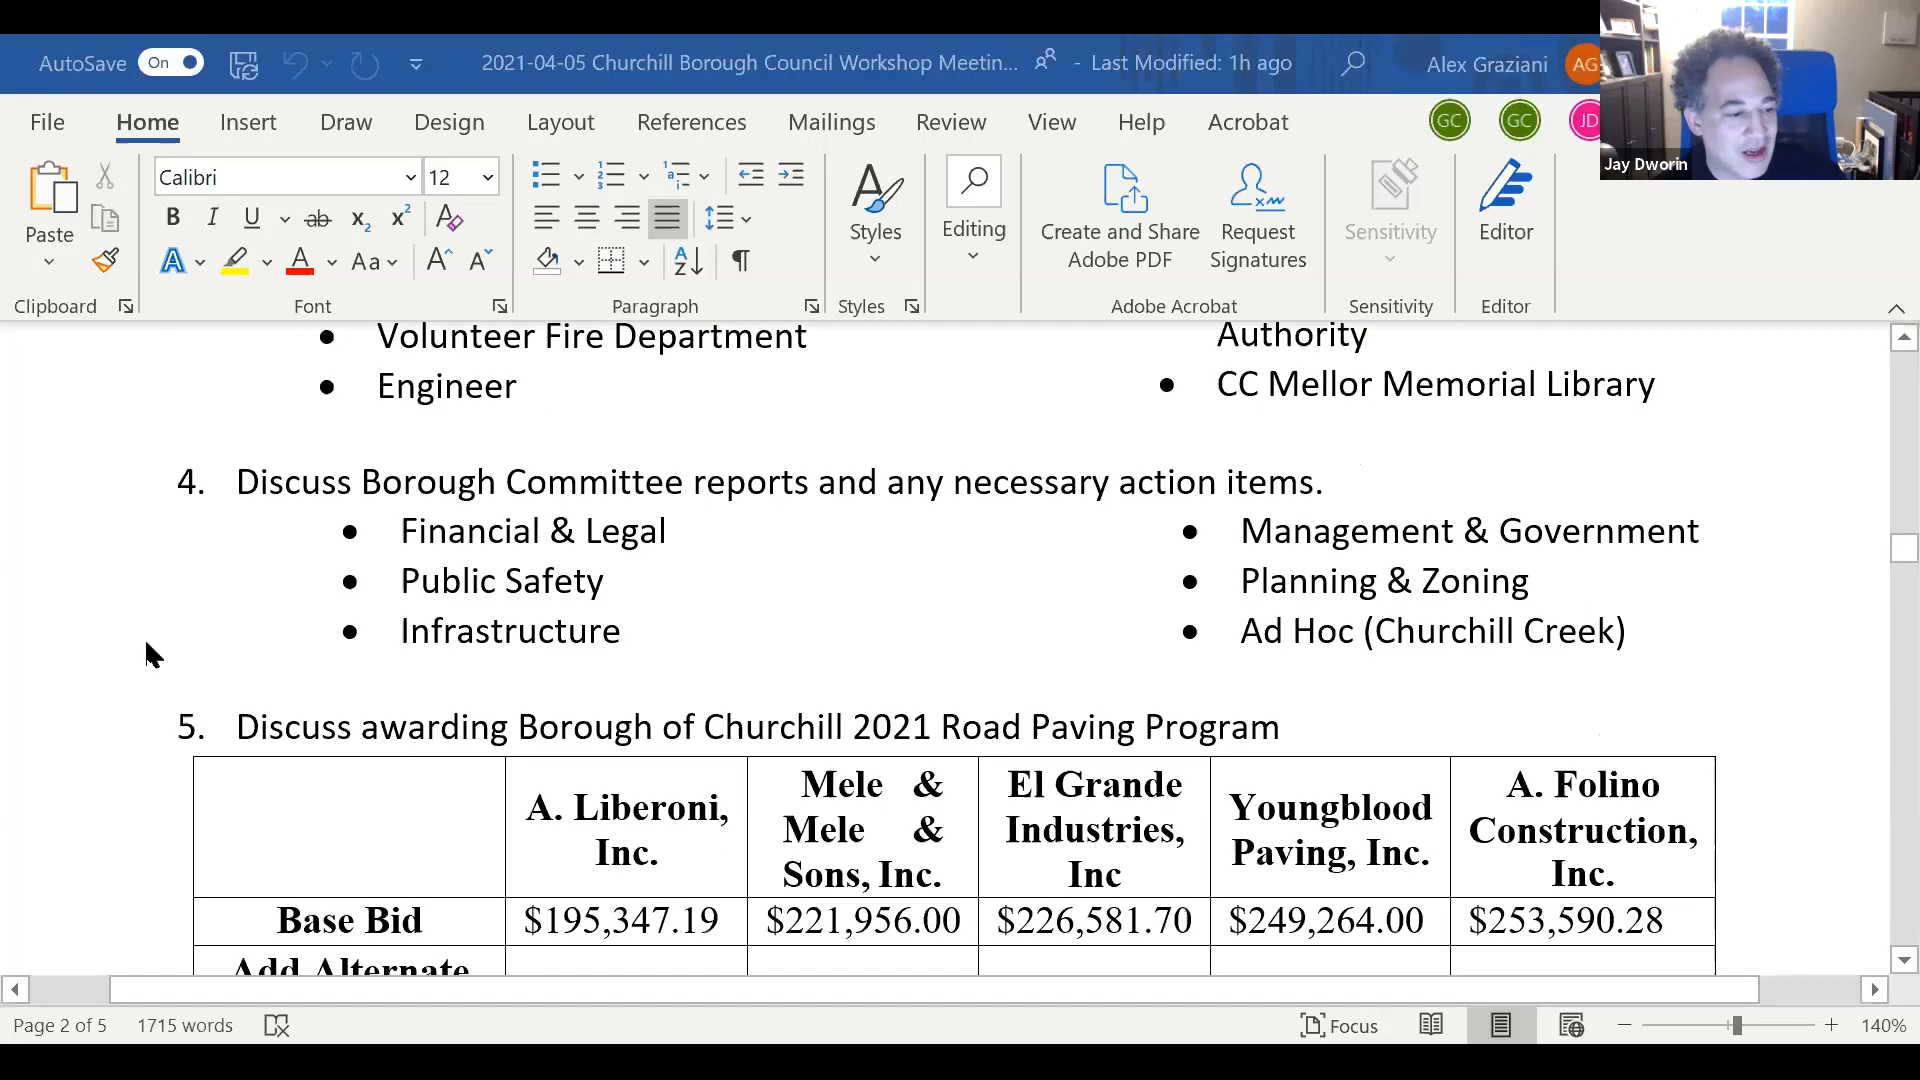 AutoSave On 2021-04-05 Churchill Borough Council Workshop Meetin... - Last Modified: 1h ago Alex Graziani AG
File Home Insert Draw Design Layout References Mailings Review View Help Acrobat GC GC JD
Jay Dworin
Calibri 12
Paste
B I U ab x₂ x² A
A A Aa A A
Styles
Editing
Create and Share
Adobe PDF
Request
Signatures
Sensitivity
Editor
Clipboard Font Paragraph Styles Adobe Acrobat Sensitivity Editor
• Volunteer Fire Department
Authority
• Engineer
• CC Mellor Memorial Library
4. Discuss Borough Committee reports and any necessary action items.
• Financial & Legal
• Management & Government
• Public Safety
• Planning & Zoning
• Infrastructure
• Ad Hoc (Churchill Creek)
5. Discuss awarding Borough of Churchill 2021 Road Paving Program
A. Liberoni,
Inc.
Mele &
Mele &
Sons, Inc.
El Grande
Industries,
Inc
Youngblood
Paving, Inc.
A. Folino
Construction,
Inc.
Base Bid $195,347.19 $221,956.00 $226,581.70 $249,264.00 $253,590.28
Add Alternate
Page 2 of 5 1715 words Focus 140%